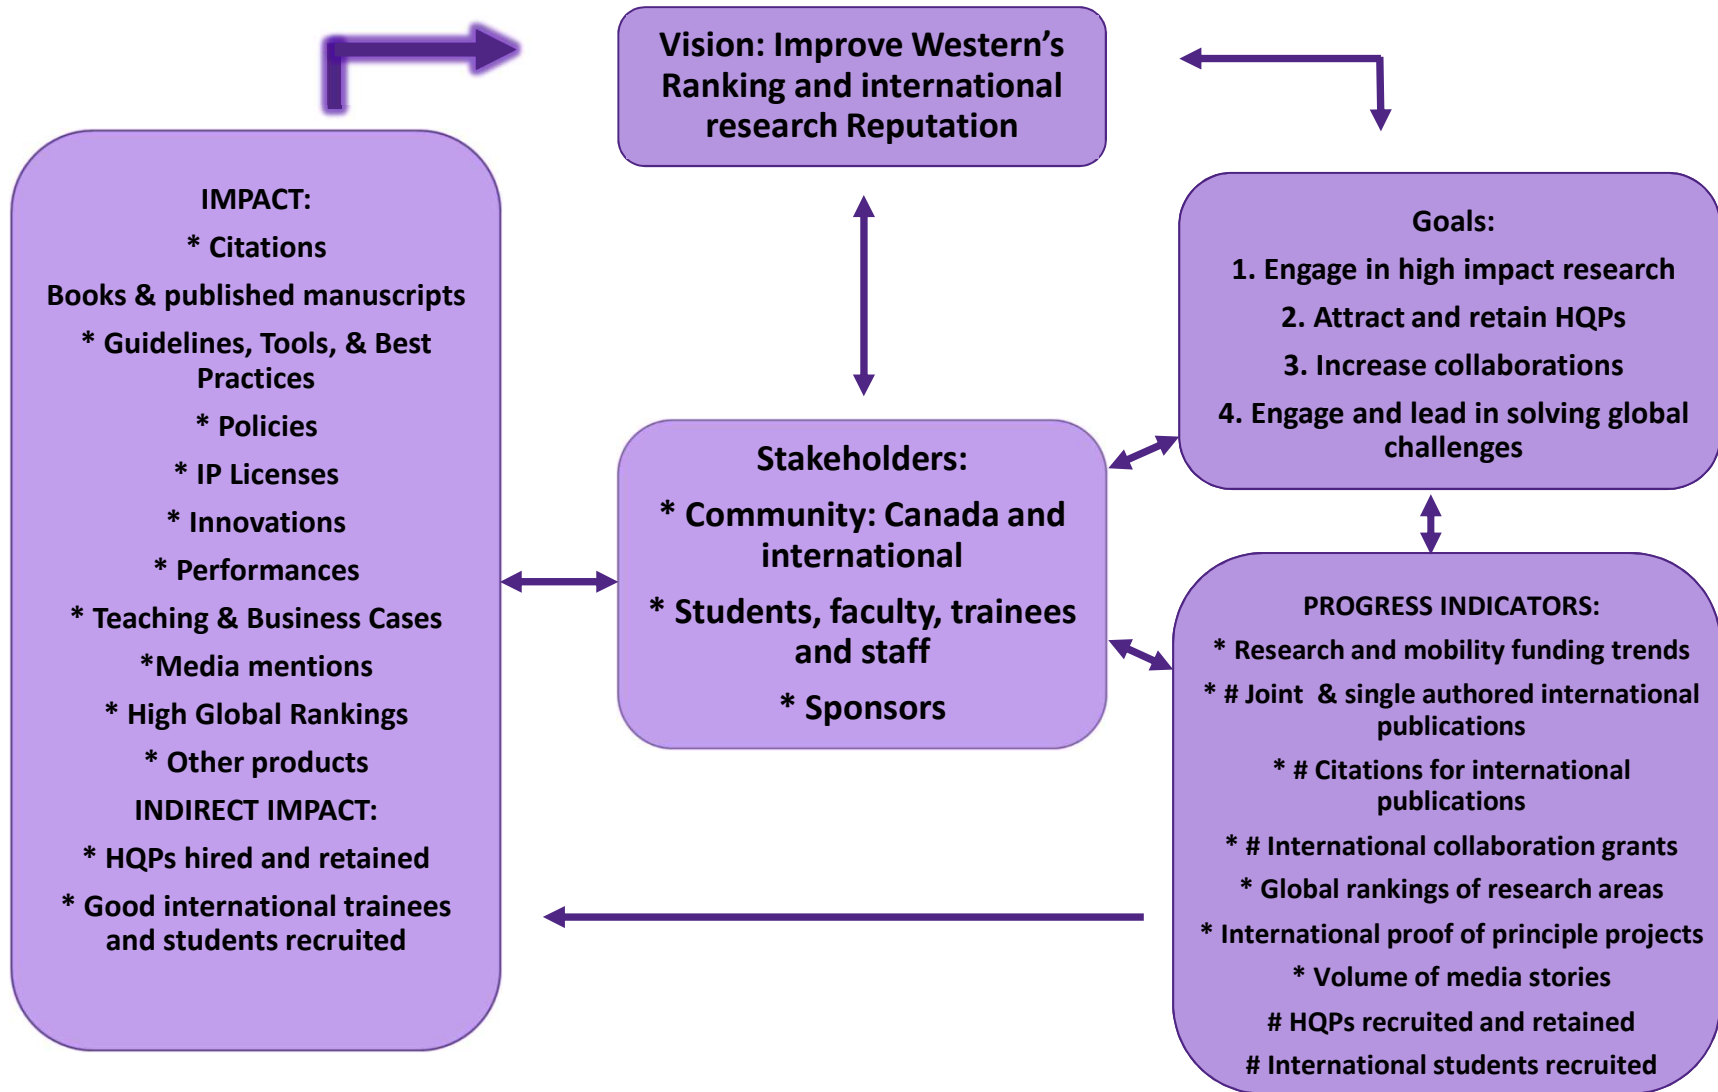 Vision: Improve Western’s
Ranking and international
research Reputation
IMPACT:
* Citations
Books & published manuscripts
* Guidelines, Tools, & Best
Practices
* Policies
* IP Licenses
* Innovations
* Performances
* Teaching & Business Cases
*Media mentions
* High Global Rankings
* Other products
INDIRECT IMPACT:
* HQPs hired and retained
* Good international trainees
and students recruited
Stakeholders:
* Community: Canada and
international
* Students, faculty, trainees
and staff
* Sponsors
Goals:
1. Engage in high impact research
2. Attract and retain HQPs
3. Increase collaborations
4. Engage and lead in solving global
challenges
PROGRESS INDICATORS:
* Research and mobility funding trends
* # Joint & single authored international
publications
* # Citations for international
publications
* # International collaboration grants
* Global rankings of research areas
* International proof of principle projects
* Volume of media stories
# HQPs recruited and retained
# International students recruited